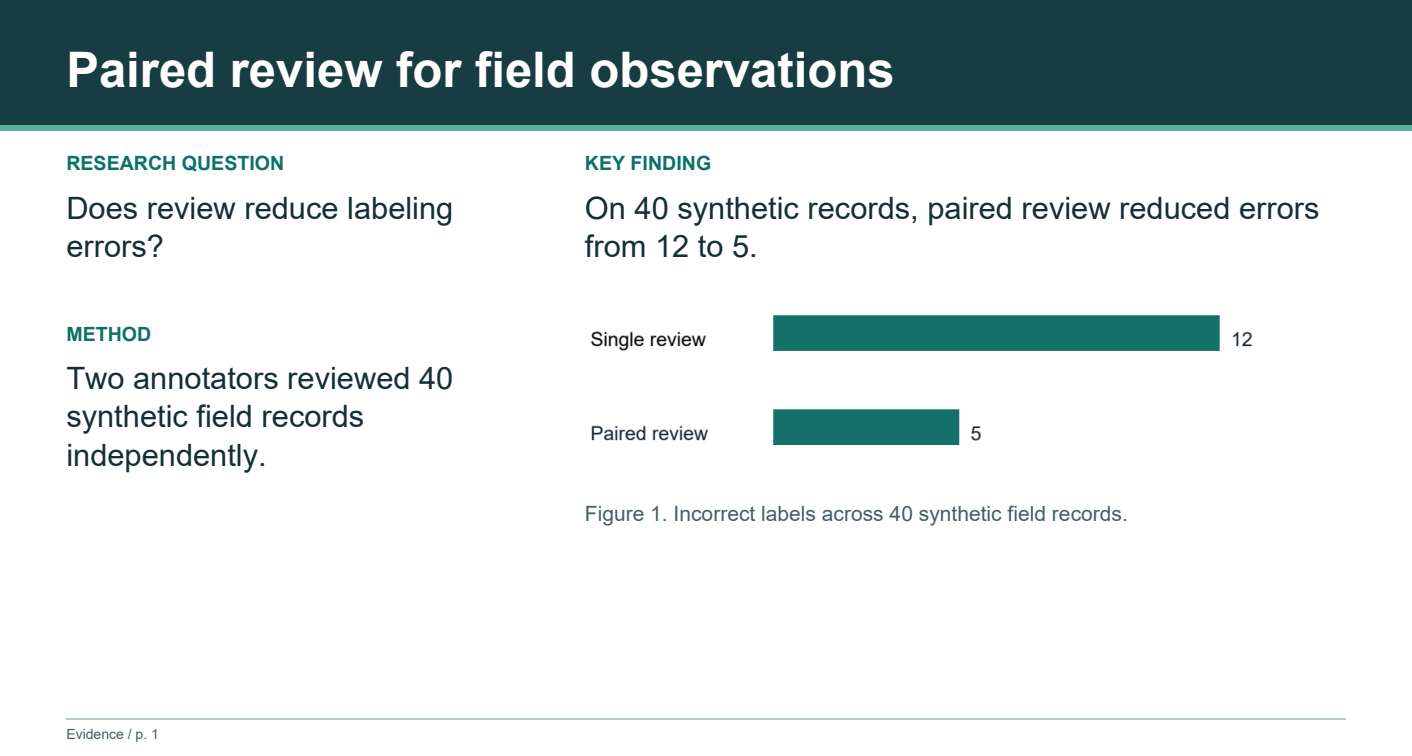 Paired review for field observations
RESEARCH QUESTION
Does review reduce labeling
errors?
METHOD
Two annotators reviewed 40
synthetic field records
independently.
KEY FINDING
On 40 synthetic records, paired review reduced errors
from 12 to 5.
Single review 12
Paired review 5
Figure 1. Incorrect labels across 40 synthetic field records.
Evidence / p. 1